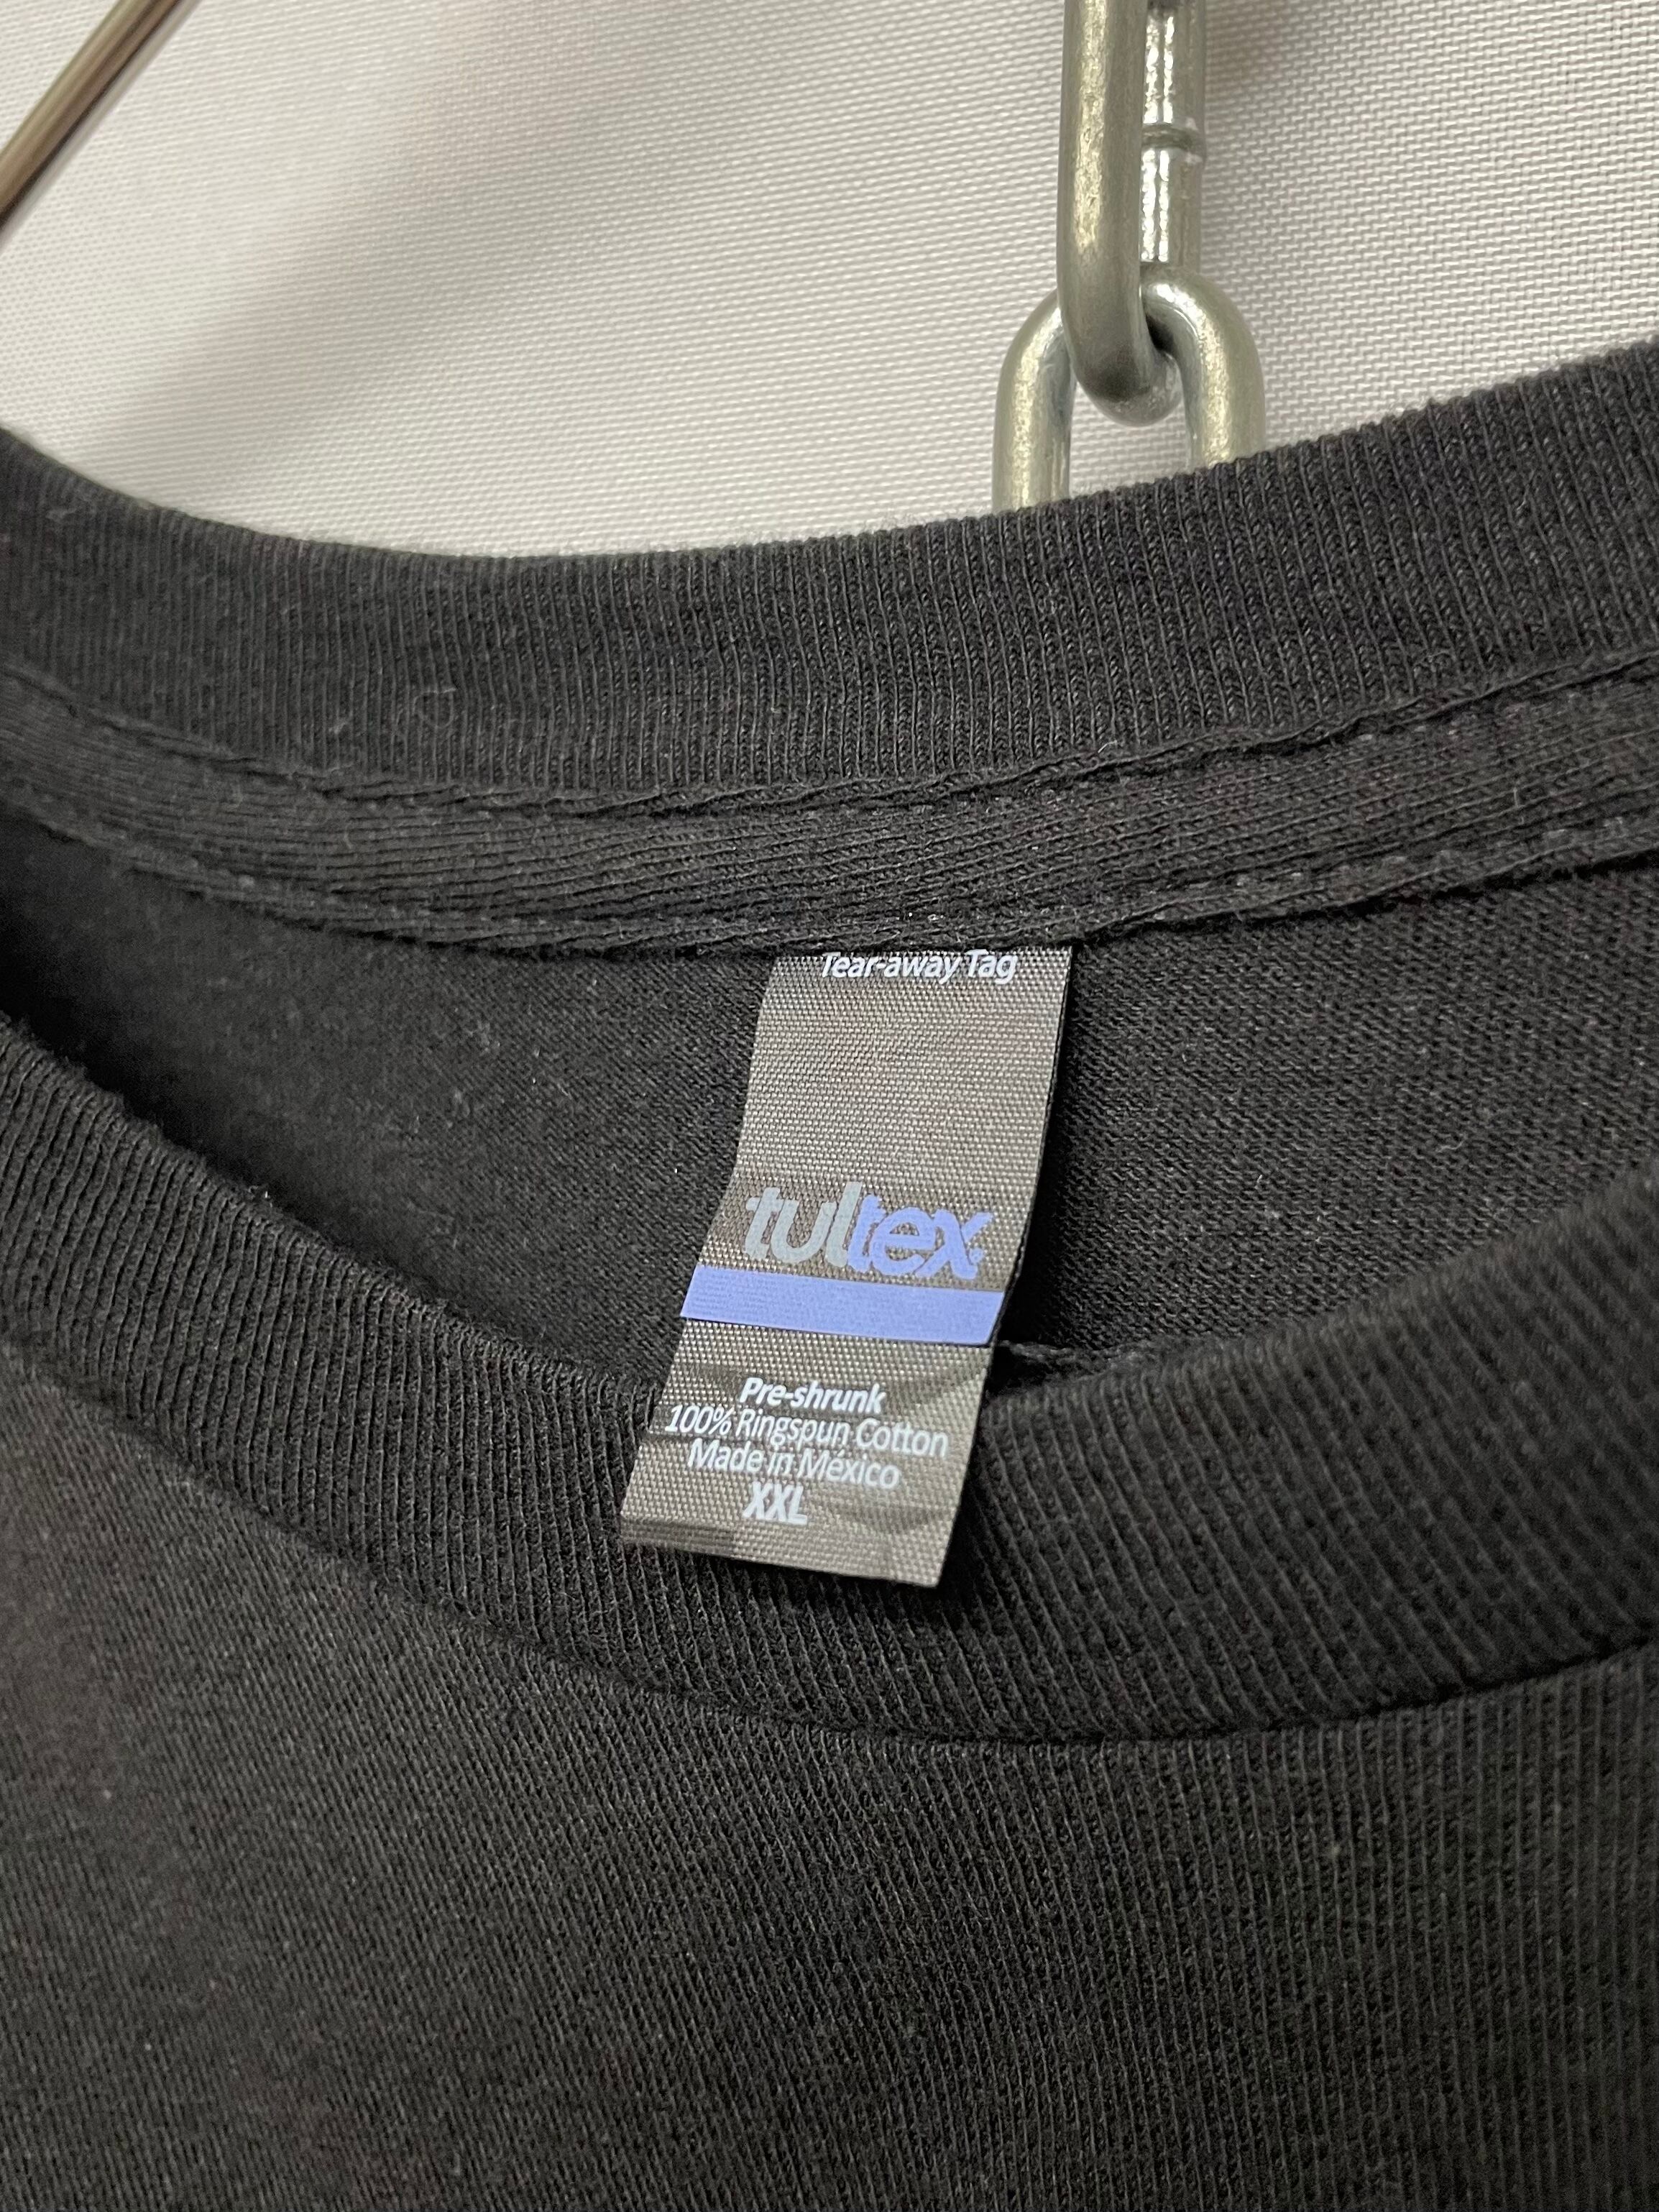 Tear-away Tag
tultex
Pre-shrunk
100% Ringspun Cotton
Made in Mexico
XXL